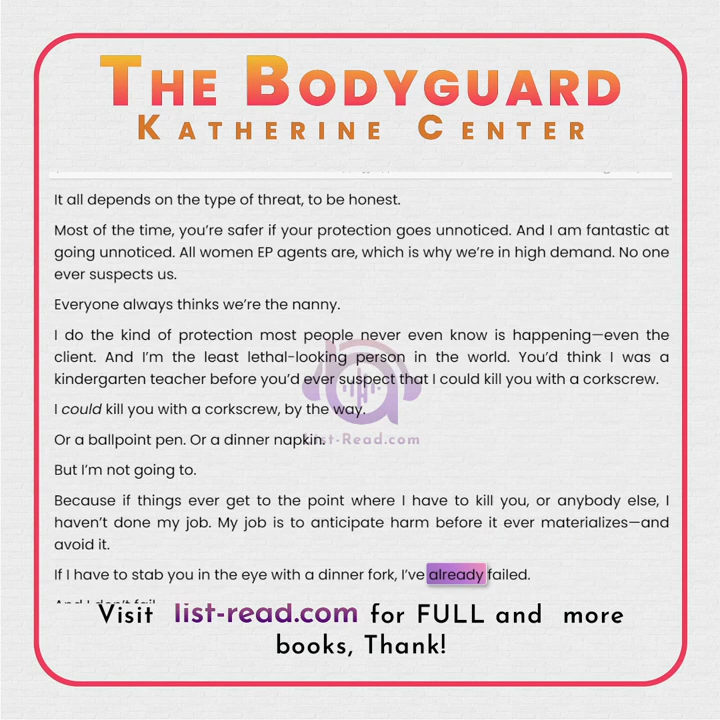 THE BODYGUARD
KATHERINE CENTER
It all depends on the type of threat, to be honest.
Most of the time, you're safer if your protection goes unnoticed. And I am fantastic at
going unnoticed. All women EP agents are, which is why we're in high demand. No one
ever suspects us.
Everyone always thinks we're the nanny.
I do the kind of protection most people never even know is happening—even the
client. And I'm the least lethal-looking person in the world. You'd think I was a
kindergarten teacher before you'd ever suspect that I could kill you with a corkscrew.
I could kill you with a corkscrew, by the way.
Or a ballpoint pen. Or a dinner napkin.
List-Read.com
But I'm not going to.
Because if things ever get to the point where I have to kill you, or anybody else, I
haven't done my job. My job is to anticipate harm before it ever materializes—and
avoid it.
If I have to stab you in the eye with a dinner fork, I've already failed.
And I don't fail
Visit list-read.com for FULL and more
books, Thank!